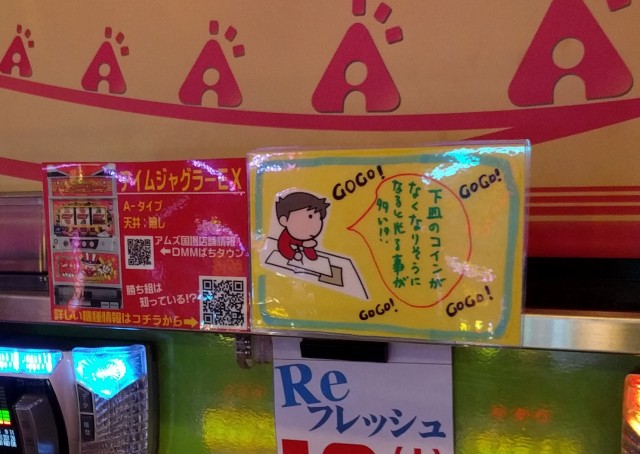 アイムジャグラーEX
A-タイプ
天井：無し
アムズ国場店舗情報
←DMMぱちタウン
勝ち組は
知っている!?
詳しい機種情報はコチラから→
GOGO!
GOGO!
下皿のコインが
なくなりそうに
なると光る事が
多い!?
GOGO!
GOGO!
Re
フレッシュ